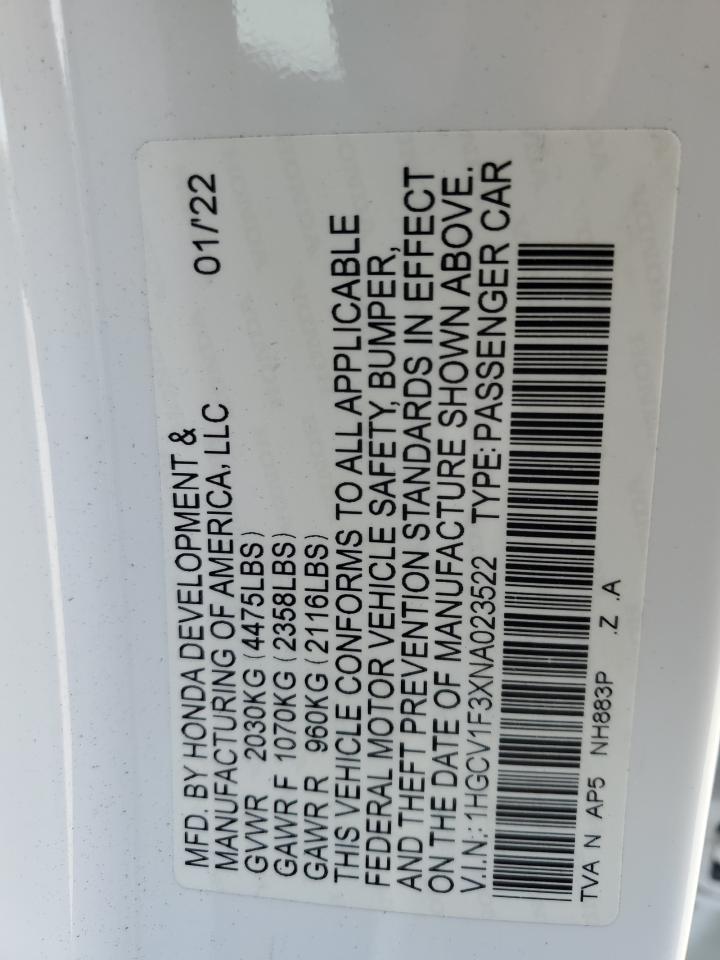 MFD. BY HONDA DEVELOPMENT &
MANUFACTURING OF AMERICA, LLC 01/'22
GVWR 2030KG (4475LBS)
GAWR F 1070KG (2358LBS)
GAWR R 960KG (2116LBS)
THIS VEHICLE CONFORMS TO ALL APPLICABLE
FEDERAL MOTOR VEHICLE SAFETY, BUMPER,
AND THEFT PREVENTION STANDARDS IN EFFECT
ON THE DATE OF MANUFACTURE SHOWN ABOVE.
V.I.N.: 1HGCV1F3XNA023522 TYPE: PASSENGER CAR
TVA N AP5 NH883P .Z .A